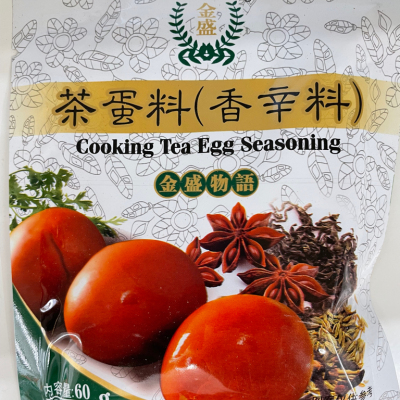 金盛
茶蛋料(香辛料)
Cooking Tea Egg Seasoning
金盛物語
内容量:60
g